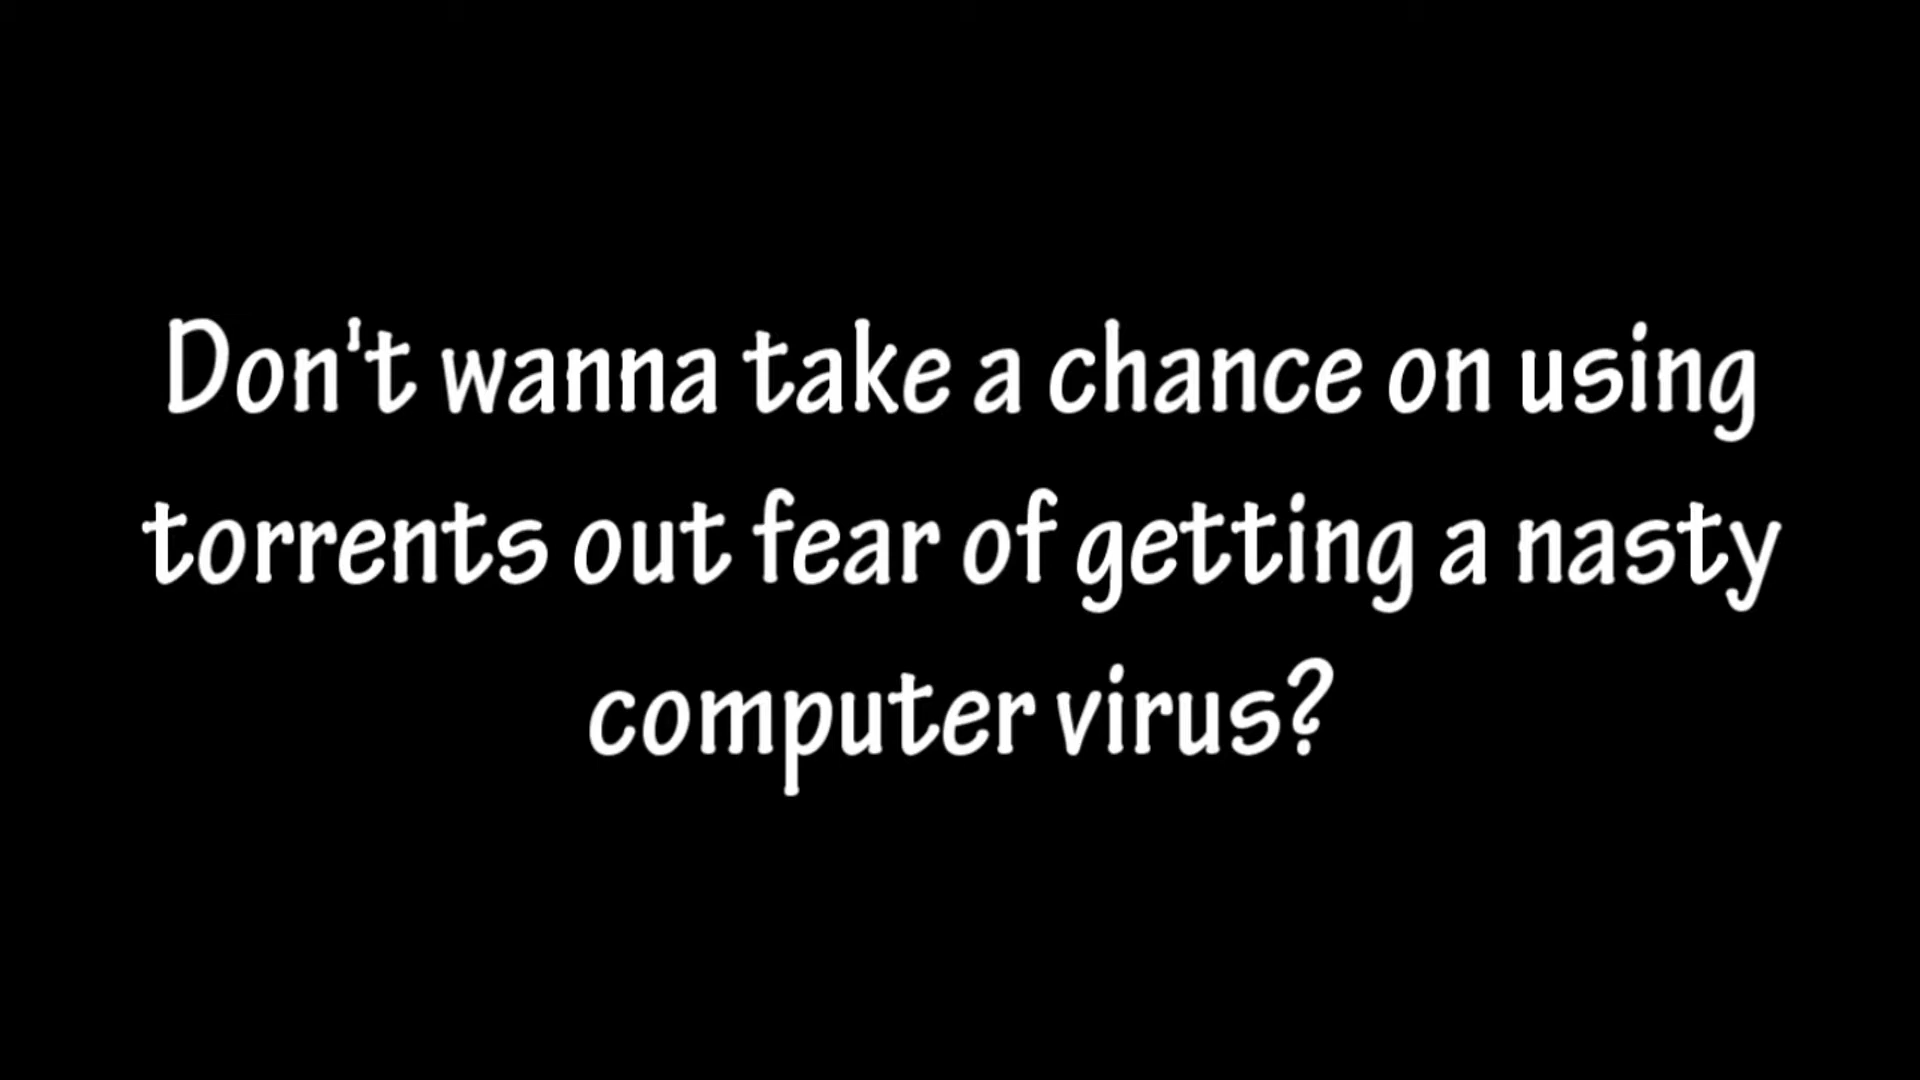 Don't wanna take a chance on using
torrents out fear of getting a nasty
computer virus?